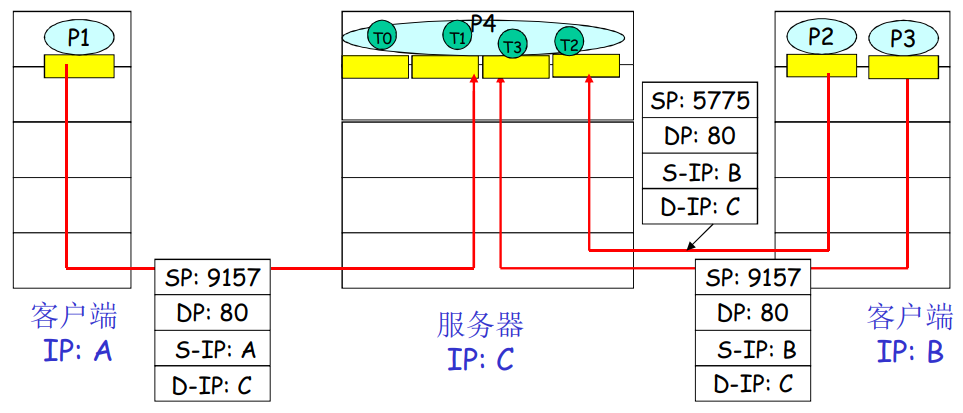 P1
P4
T0
T1
T3
T2
P2
P3
SP: 5775
DP: 80
S-IP: B
D-IP: C
SP: 9157
DP: 80
S-IP: A
D-IP: C
SP: 9157
DP: 80
S-IP: B
D-IP: C
客户端
IP: A
服务器
IP: C
客户端
IP: B